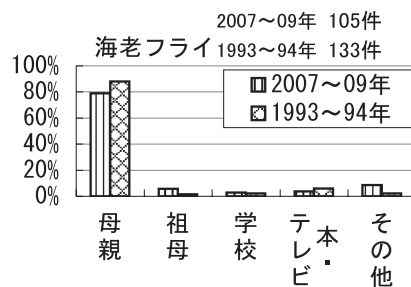 2007〜09年 105件
海老フライ 1993〜94年 133件
100%
80%
60%
40%
20%
0%
2007〜09年
1993〜94年
母親
祖母
学校
本・テレビ
その他